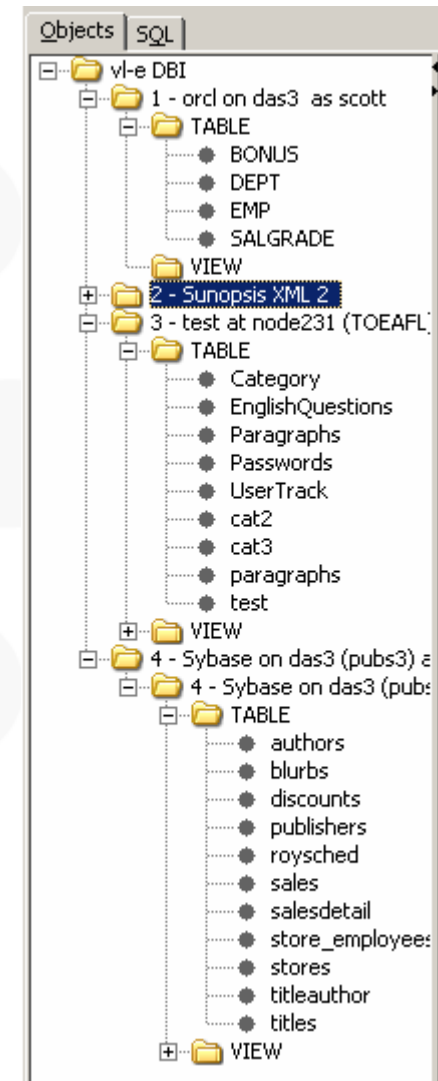 Objects SQL
vl-e DBI
1 - orcl on das3 as scott
TABLE
BONUS
DEPT
EMP
SALGRADE
VIEW
2 - Sunopsis XML 2
3 - test at node231 (TOEAFL)
TABLE
Category
EnglishQuestions
Paragraphs
Passwords
UserTrack
cat2
cat3
paragraphs
test
VIEW
4 - Sybase on das3 (pubs3) a
4 - Sybase on das3 (pubs
TABLE
authors
blurbs
discounts
publishers
roysched
sales
salesdetail
store_employees
stores
titleauthor
titles
VIEW